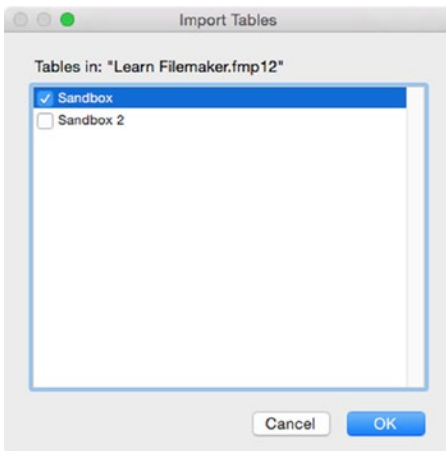 Import Tables
Tables in: "Learn Filemaker.fmp12"
Sandbox
Sandbox 2
Cancel
OK